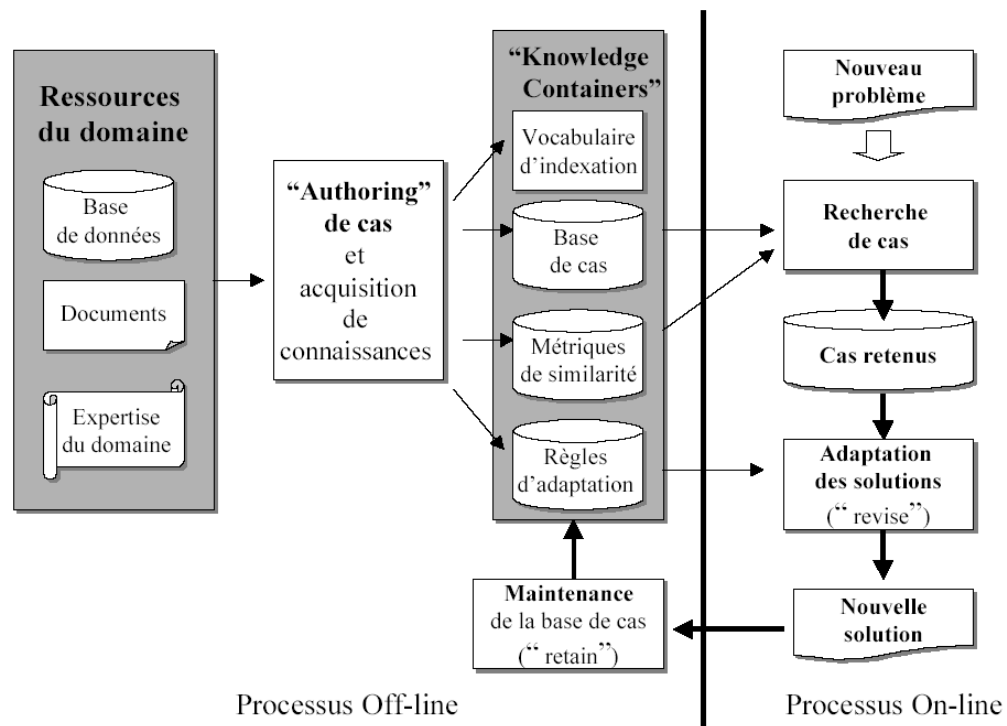 Ressources
du domaine
Base
de données
Documents
Expertise
du domaine
“Authoring”
de cas
et
acquisition
de
connaissances
“Knowledge
Containers”
Vocabulaire
d’indexation
Base
de cas
Métriques
de similarité
Règles
d’adaptation
Maintenance
de la base de cas
(“ retain”)
Processus Off-line
Nouveau
problème
Recherche
de cas
Cas retenus
Adaptation
des solutions
(“ revise”)
Nouvelle
solution
Processus On-line